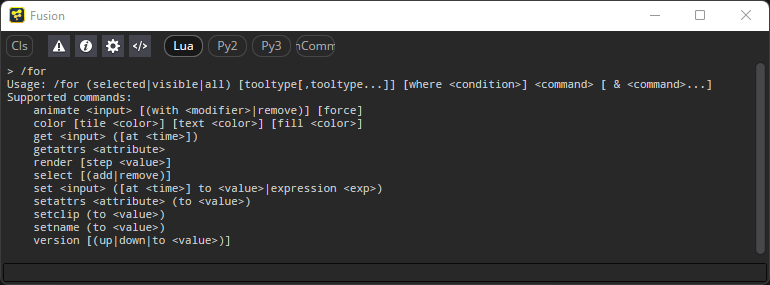 Fusion
Cls Lua Py2 Py3 nComm
> /for
Usage: /for (selected|visible|all) [tooltype[,tooltype...]] [where <condition>] <command> [ & <command>...]
Supported commands:
    animate <input> [(with <modifier>|remove)] [force]
    color [tile <color>] [text <color>] [fill <color>]
    get <input> ([at <time>])
    getattrs <attribute>
    render [step <value>]
    select [(add|remove)]
    set <input> ([at <time>] to <value>|expression <exp>)
    setattrs <attribute> (to <value>)
    setclip (to <value>)
    setname (to <value>)
    version [(up|down|to <value>)]